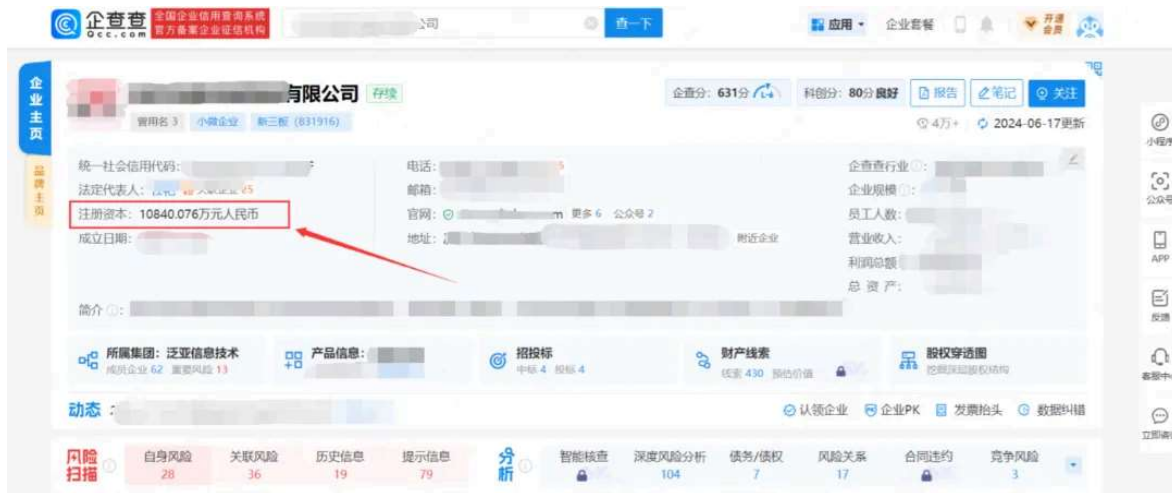 企查查
Qcc.com
全国企业信用查询系统
官方备案企业征信机构
公司
查一下
应用
企业套餐
开通
会员
企业主页
品牌主页
有限公司
存续
企查分：631分
科创分：80分良好
报告
笔记
关注
曾用名 3
小微企业
新三板 (831916)
4万+
2024-06-17更新
统一社会信用代码：
电话：
企查查行业
法定代表人：
邮箱：
企业规模
注册资本：10840.076万元人民币
官网：
更多 6
公众号 2
员工人数：
成立日期：
地址：
附近企业
营业收入：
利润总额
总资产：
简介
所属集团：泛亚信息技术
成员企业 62 重要风险 13
产品信息：
招投标
中标 4 投标 4
财产线索
线索 430 预估价值
股权穿透图
挖掘深层股权结构
动态
认领企业
企业PK
发票抬头
数据纠错
风险
扫描
自身风险
28
关联风险
36
历史信息
19
提示信息
79
分析
智能核查
深度风险分析
104
债务/债权
7
风险关系
17
合同违约
竞争风险
3
小程序
公众号
APP
反馈
客服中心